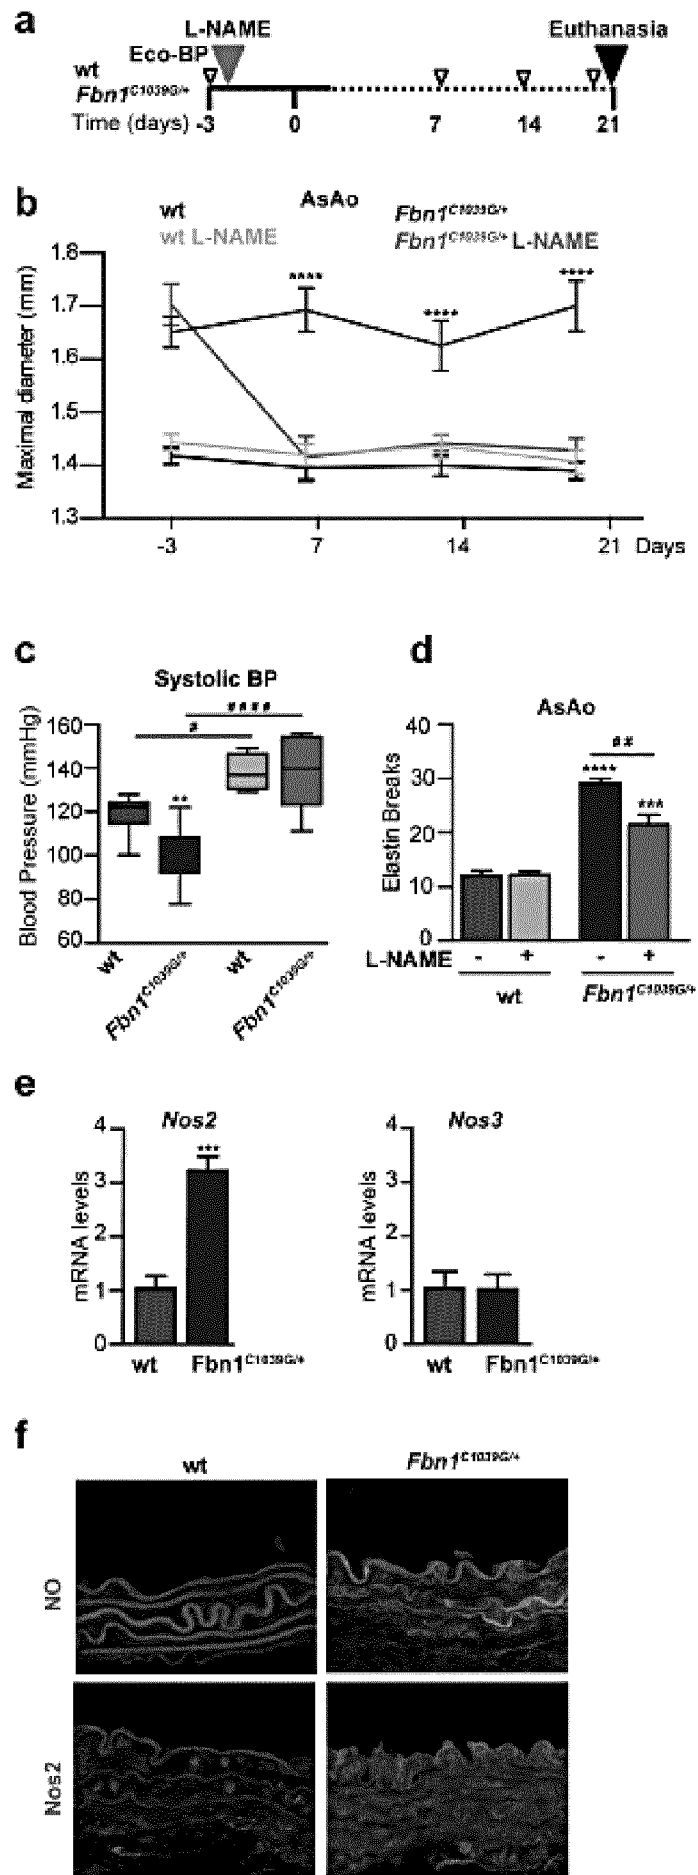 a
L-NAME
Euthanasia
Eco-BP
wt
Fbn1C1039G/+
Time (days) -3 0 7 14 21
b
AsAo
wt
Fbn1C1039G/+
wt L-NAME
Fbn1C1039G/+ L-NAME
Maximal diameter (mm)
1.8
1.7
1.6
1.5
1.4
1.3
**** **** ****
-3 7 14 21 Days
c
Systolic BP
####
#
**
Blood Pressure (mmHg)
160
140
120
100
80
60
wt Fbn1C1039G/+ wt Fbn1C1039G/+
d
AsAo
##
**** ***
Elastin Breaks
40
30
20
10
0
L-NAME - + - +
wt Fbn1C1039G/+
e
Nos2
***
mRNA levels
4
3
2
1
0
wt Fbn1C1039G/+
Nos3
mRNA levels
4
3
2
1
0
wt Fbn1C1039G/+
f
wt Fbn1C1039G/+
NO
Nos2